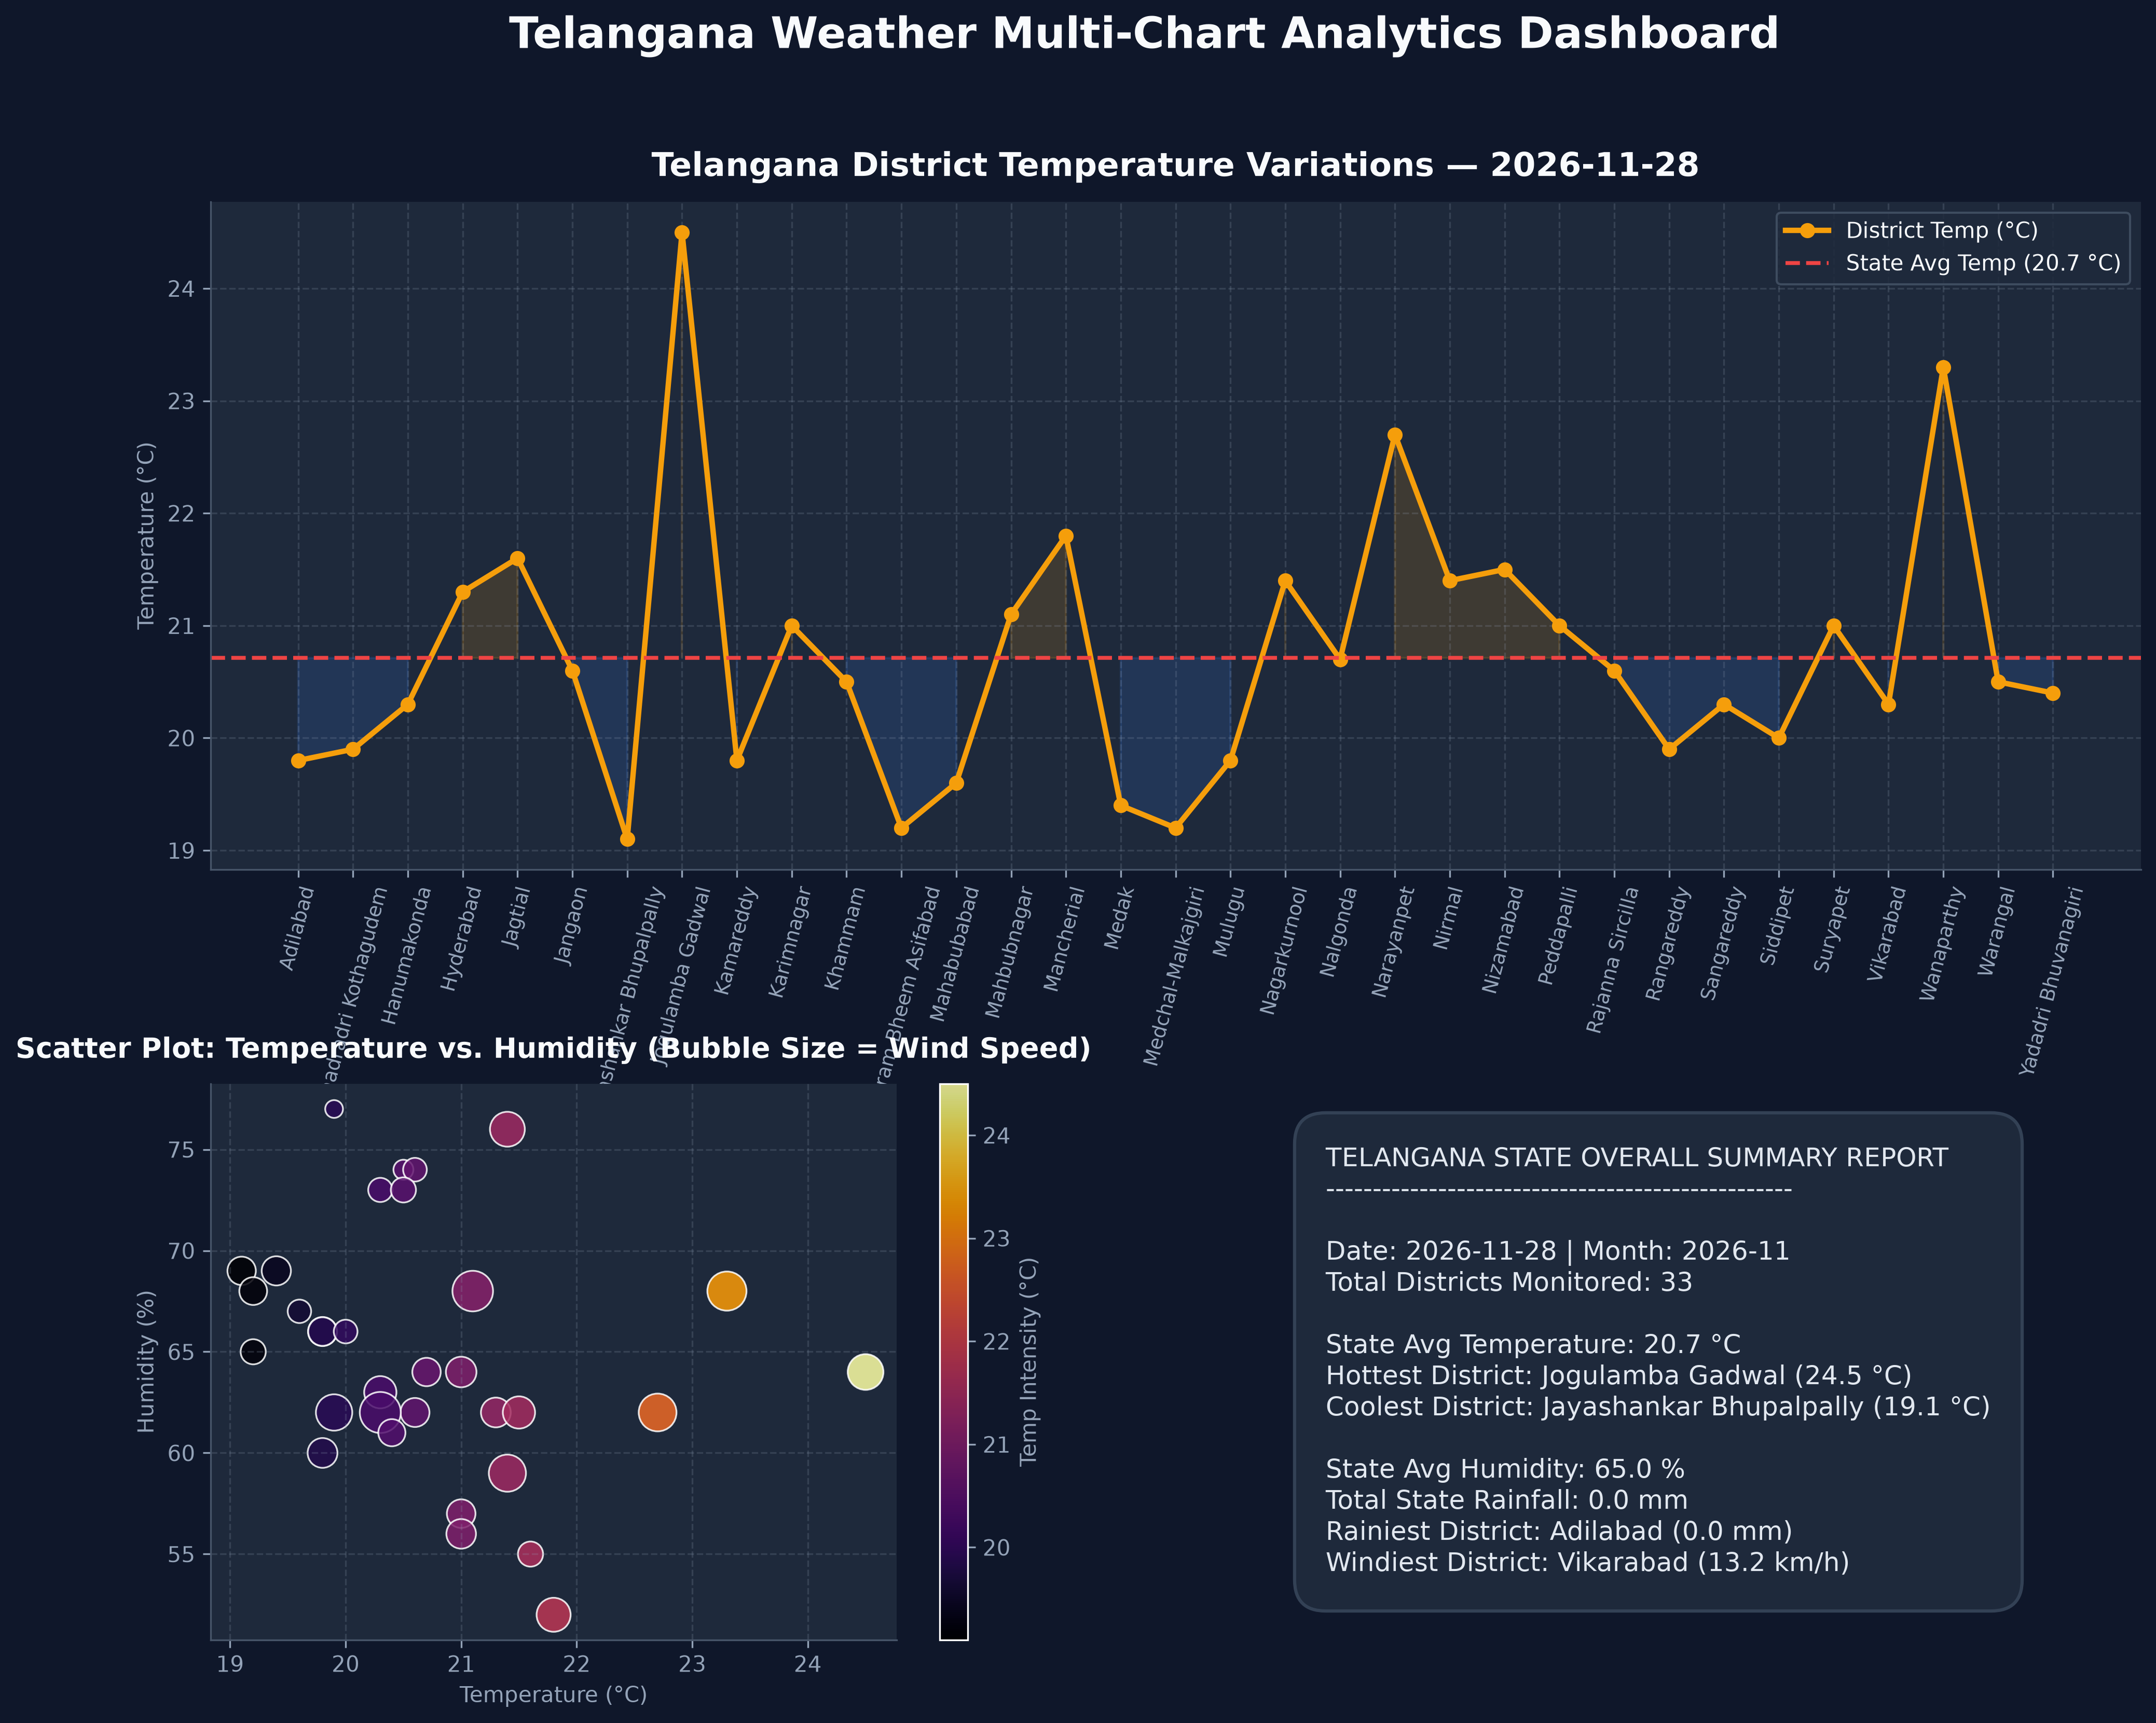 Telangana Weather Multi-Chart Analytics Dashboard
Telangana District Temperature Variations — 2026-11-28
District Temp (°C)
State Avg Temp (20.7 °C)
Temperature (°C)
24
23
22
21
20
19
Adilabad
Kothagudem
Hanumakonda
Hyderabad
Jagtial
Jangaon
Bhupalpally
Jogulamba Gadwal
Kamareddy
Karimnagar
Khammam
Bheem Asifabad
Mahabubabad
Mahbubnagar
Mancherial
Medak
Medchal-Malkajgiri
Mulugu
Nagarkurnool
Nalgonda
Narayanpet
Nirmal
Nizamabad
Peddapalli
Rajanna Sircilla
Rangareddy
Sangareddy
Siddipet
Suryapet
Vikarabad
Wanaparthy
Warangal
Yadadri Bhuvanagiri
Scatter Plot: Temperature vs. Humidity (Bubble Size = Wind Speed)
Humidity (%)
75
70
65
60
55
19 20 21 22 23 24
Temperature (°C)
24
23
22
21
20
Temp Intensity (°C)
TELANGANA STATE OVERALL SUMMARY REPORT
--------------------------------------------------
Date: 2026-11-28 | Month: 2026-11
Total Districts Monitored: 33
State Avg Temperature: 20.7 °C
Hottest District: Jogulamba Gadwal (24.5 °C)
Coolest District: Jayashankar Bhupalpally (19.1 °C)
State Avg Humidity: 65.0 %
Total State Rainfall: 0.0 mm
Rainiest District: Adilabad (0.0 mm)
Windiest District: Vikarabad (13.2 km/h)